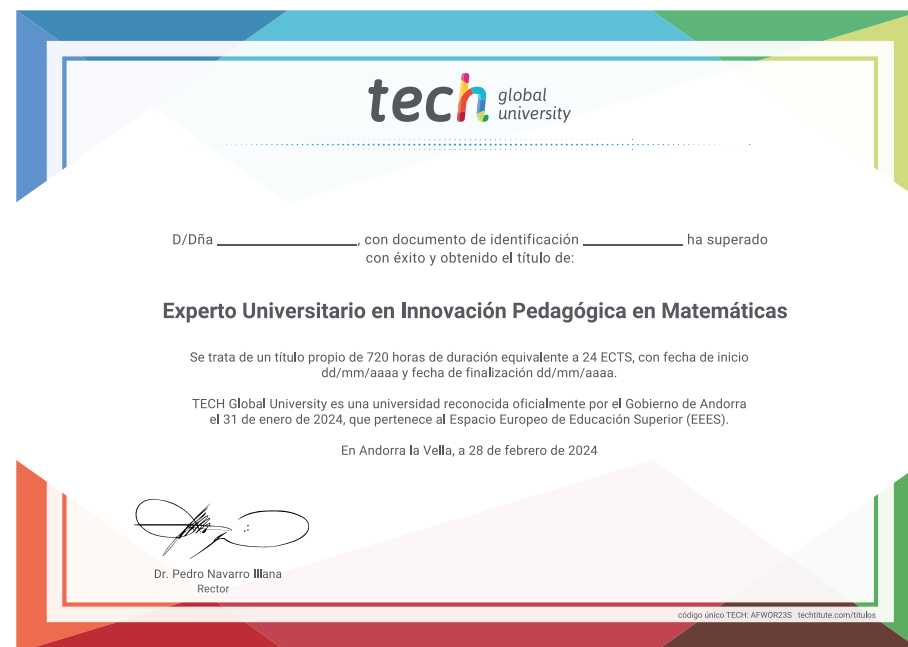 tech global university
D/Dña ____________________, con documento de identificación ______________ ha superado
con éxito y obtenido el título de:
Experto Universitario en Innovación Pedagógica en Matemáticas
Se trata de un título propio de 720 horas de duración equivalente a 24 ECTS, con fecha de inicio
dd/mm/aaaa y fecha de finalización dd/mm/aaaa.
TECH Global University es una universidad reconocida oficialmente por el Gobierno de Andorra
el 31 de enero de 2024, que pertenece al Espacio Europeo de Educación Superior (EEES).
En Andorra la Vella, a 28 de febrero de 2024
Dr. Pedro Navarro Illana
Rector
código único TECH: AFWOR23S techtitute.com/titulos